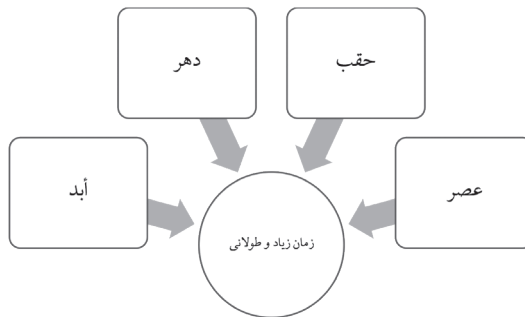 حقب
دهر
عصر
أبد
زمان زیاد و طولانی